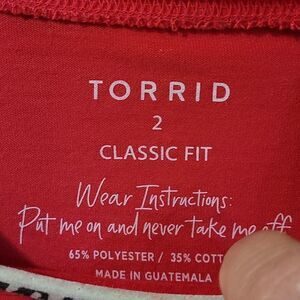 TORRID
2
CLASSIC FIT
Wear Instructions:
Put me on and never take me off
65% POLYESTER / 35% COTT
MADE IN GUATEMALA